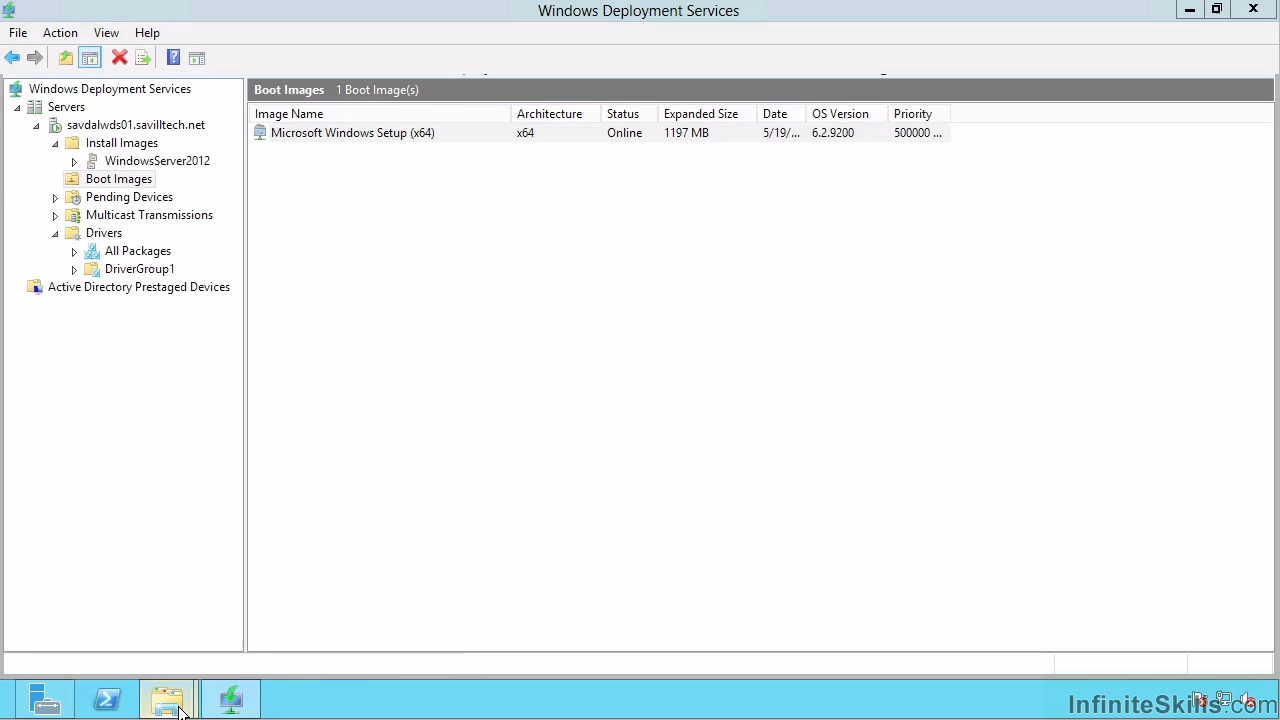 Windows Deployment Services
File Action View Help
Windows Deployment Services
Servers
savdalwds01.savilltech.net
Install Images
WindowsServer2012
Boot Images
Pending Devices
Multicast Transmissions
Drivers
All Packages
DriverGroup1
Active Directory Prestaged Devices
Boot Images 1 Boot Image(s)
Image Name Architecture Status Expanded Size Date OS Version Priority
Microsoft Windows Setup (x64) x64 Online 1197 MB 5/19/... 6.2.9200 500000 ...
InfiniteSkills.com